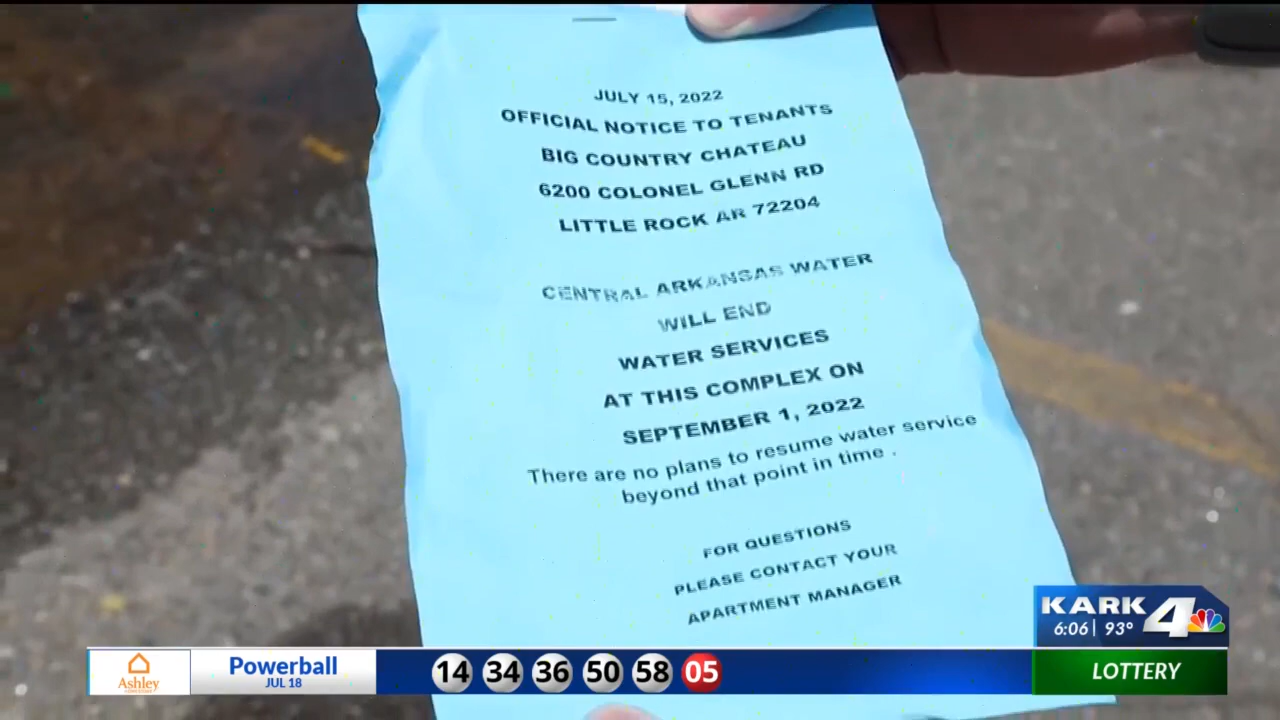 JULY 15, 2022
OFFICIAL NOTICE TO TENANTS
BIG COUNTRY CHATEAU
6200 COLONEL GLENN RD
LITTLE ROCK AR 72204
CENTRAL ARKANSAS WATER
WILL END
WATER SERVICES
AT THIS COMPLEX ON
SEPTEMBER 1, 2022
There are no plans to resume water service
beyond that point in time .
FOR QUESTIONS
PLEASE CONTACT YOUR
APARTMENT MANAGER
KARK 4
6:06 93°
Ashley
Powerball
JUL 18
14 34 36 50 58 05
LOTTERY